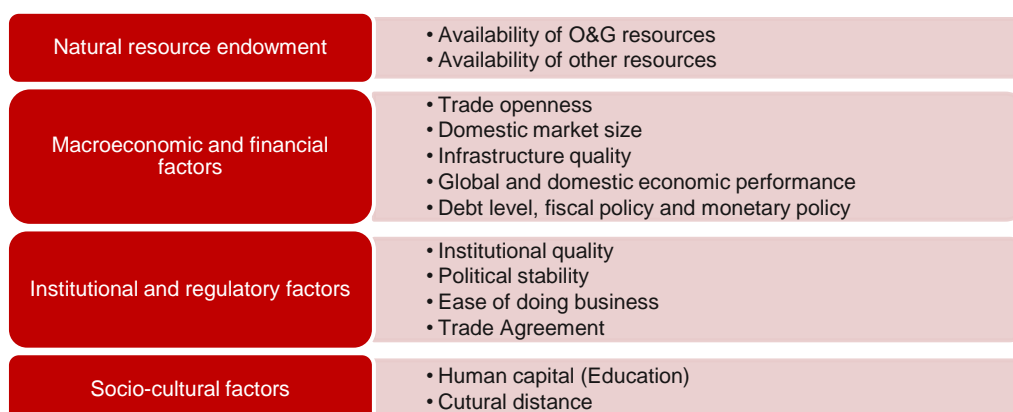 Natural resource endowment
• Availability of O&G resources
• Availability of other resources
Macroeconomic and financial
factors
• Trade openness
• Domestic market size
• Infrastructure quality
• Global and domestic economic performance
• Debt level, fiscal policy and monetary policy
Institutional and regulatory factors
• Institutional quality
• Political stability
• Ease of doing business
• Trade Agreement
Socio-cultural factors
• Human capital (Education)
• Cutural distance